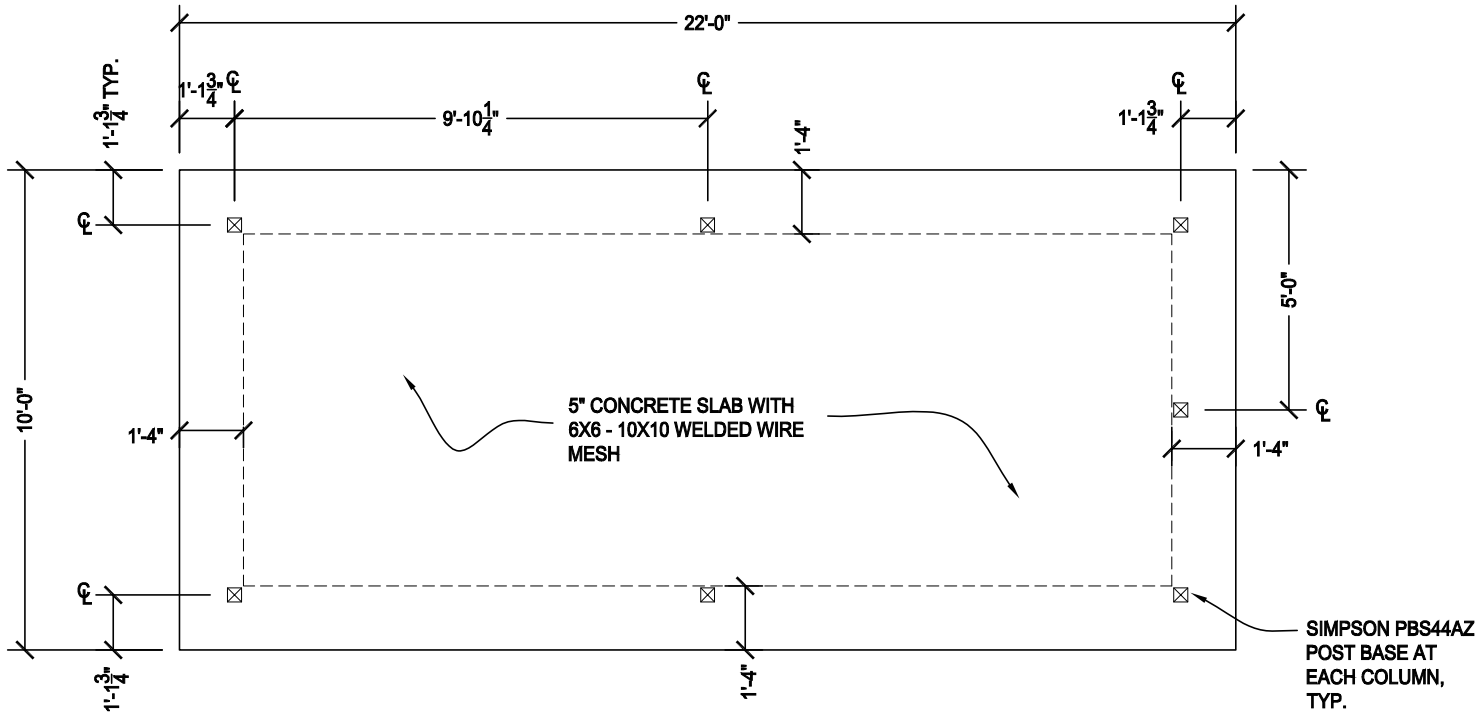 22'-0"
1'-1 3/4" TYP.
1'-1 3/4"
℄
℄
℄
9'-10 1/4"
1'-1 3/4"
1'-4"
℄
10'-0"
5'-0"
5" CONCRETE SLAB WITH
6X6 - 10X10 WELDED WIRE
MESH
℄
1'-4"
1'-4"
℄
1'-1 3/4"
1'-4"
SIMPSON PBS44AZ
POST BASE AT
EACH COLUMN,
TYP.